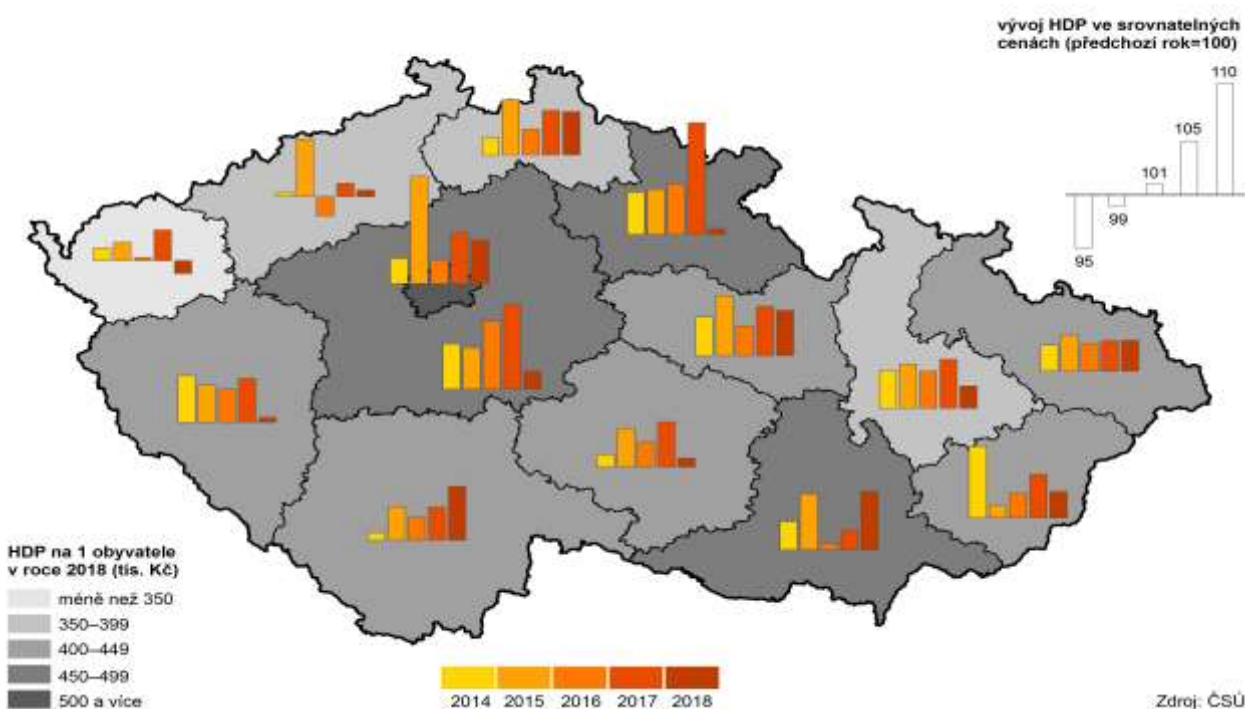 vývoj HDP ve srovnatelných
cenách (předchozí rok=100)
110
105
101
99
95
HDP na 1 obyvatele
v roce 2018 (tis. Kč)
méně než 350
350–399
400–449
450–499
500 a více
2014 2015 2016 2017 2018
Zdroj: ČSÚ